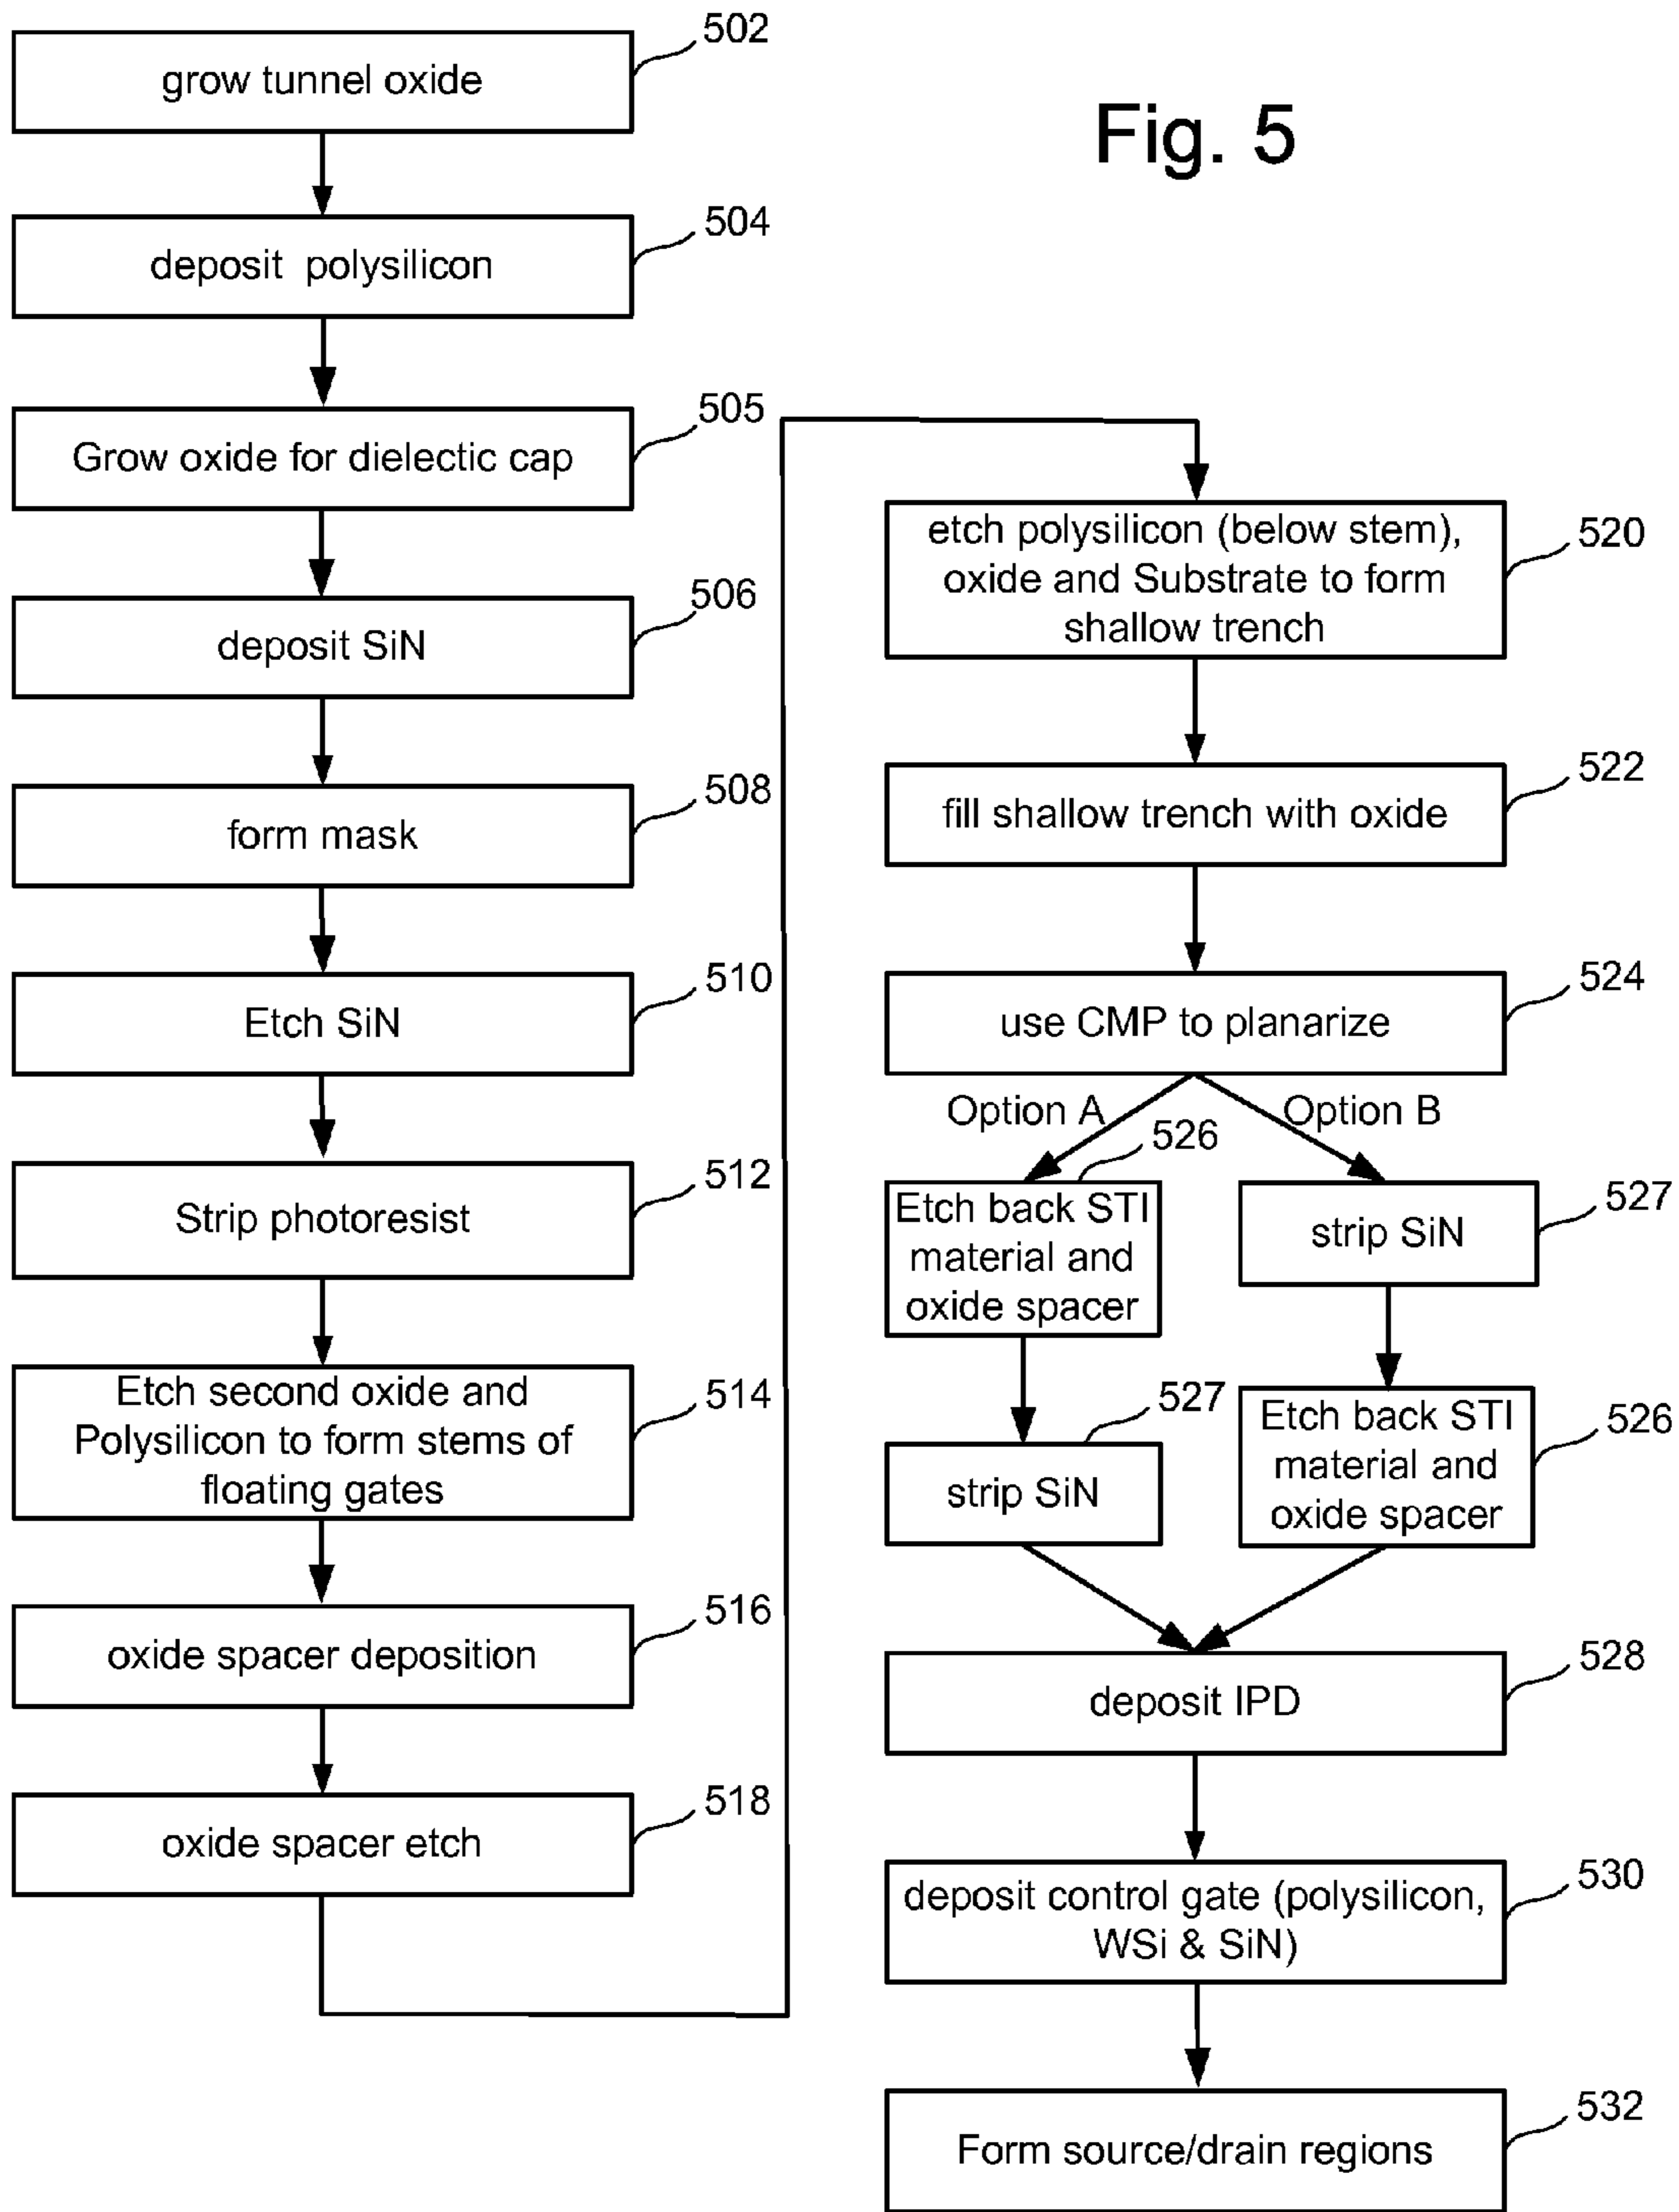 Fig. 5
502
grow tunnel oxide
504
deposit polysilicon
505
Grow oxide for dielectic cap
506
deposit SiN
508
form mask
510
Etch SiN
512
Strip photoresist
514
Etch second oxide and
Polysilicon to form stems of
floating gates
516
oxide spacer deposition
518
oxide spacer etch
520
etch polysilicon (below stem),
oxide and Substrate to form
shallow trench
522
fill shallow trench with oxide
524
use CMP to planarize
Option A
526
Etch back STI
material and
oxide spacer
527
strip SiN
Option B
527
strip SiN
526
Etch back STI
material and
oxide spacer
528
deposit IPD
530
deposit control gate (polysilicon,
WSi & SiN)
532
Form source/drain regions